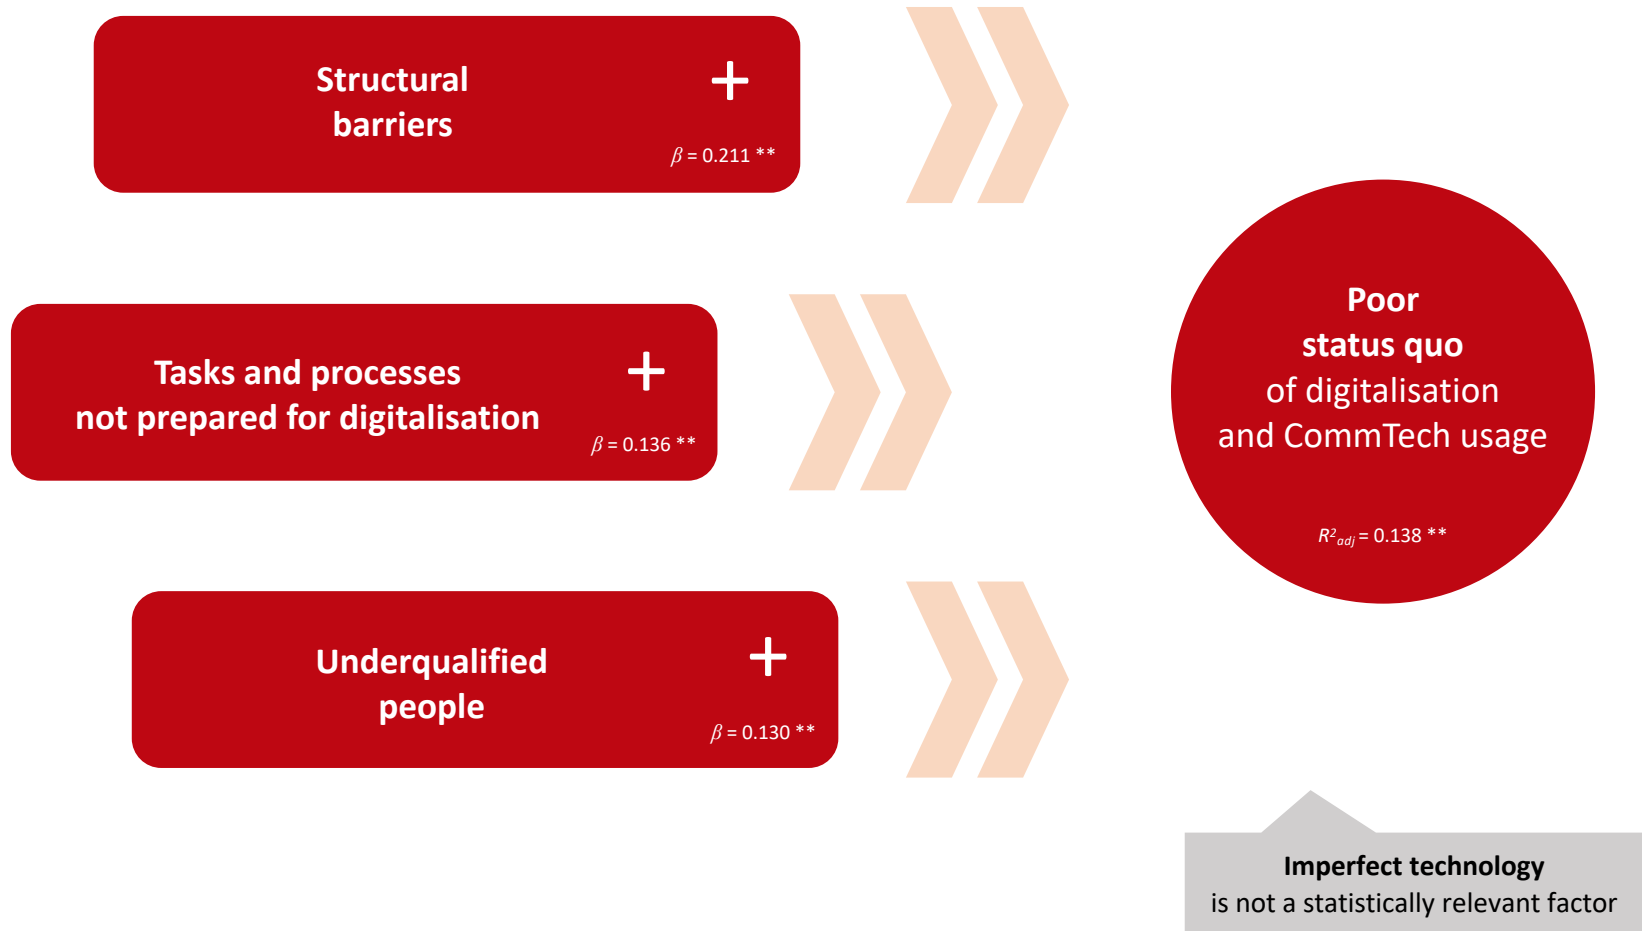 Structural
barriers
+
β = 0.211 **
Tasks and processes
not prepared for digitalisation
+
β = 0.136 **
Underqualified
people
+
β = 0.130 **
Poor
status quo
of digitalisation
and CommTech usage
R²adj = 0.138 **
Imperfect technology
is not a statistically relevant factor